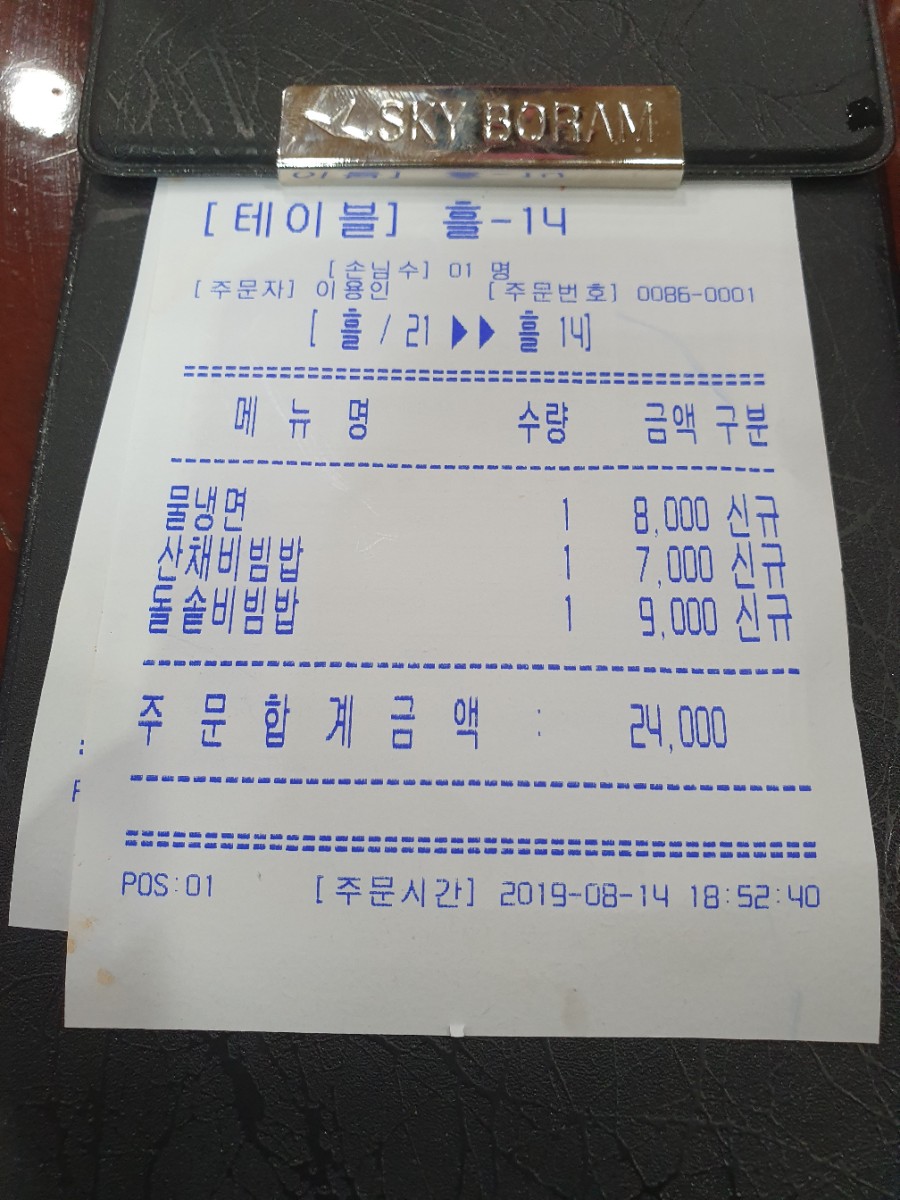 SKY BORAM
[테이블] 홀-14
[손님수] 01 명
[주문자] 이용인 [주문번호] 0086-0001
[ 홀 / 21 ▶▶ 홀 14]
메 뉴 명 수량 금액 구분
물냉면 1 8,000 신규
산채비빔밥 1 7,000 신규
돌솥비빔밥 1 9,000 신규
주 문 합 계 금 액 : 24,000
POS:01 [주문시간] 2019-08-14 18:52:40